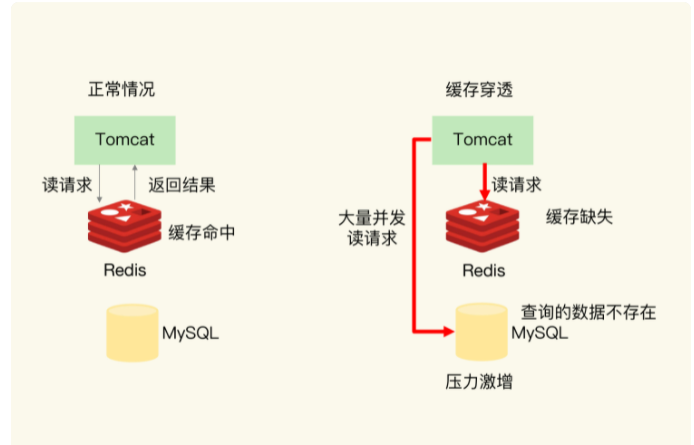 正常情况
Tomcat
读请求
返回结果
缓存命中
Redis
MySQL
缓存穿透
Tomcat
读请求
大量并发
读请求
缓存缺失
Redis
查询的数据不存在
MySQL
压力激增